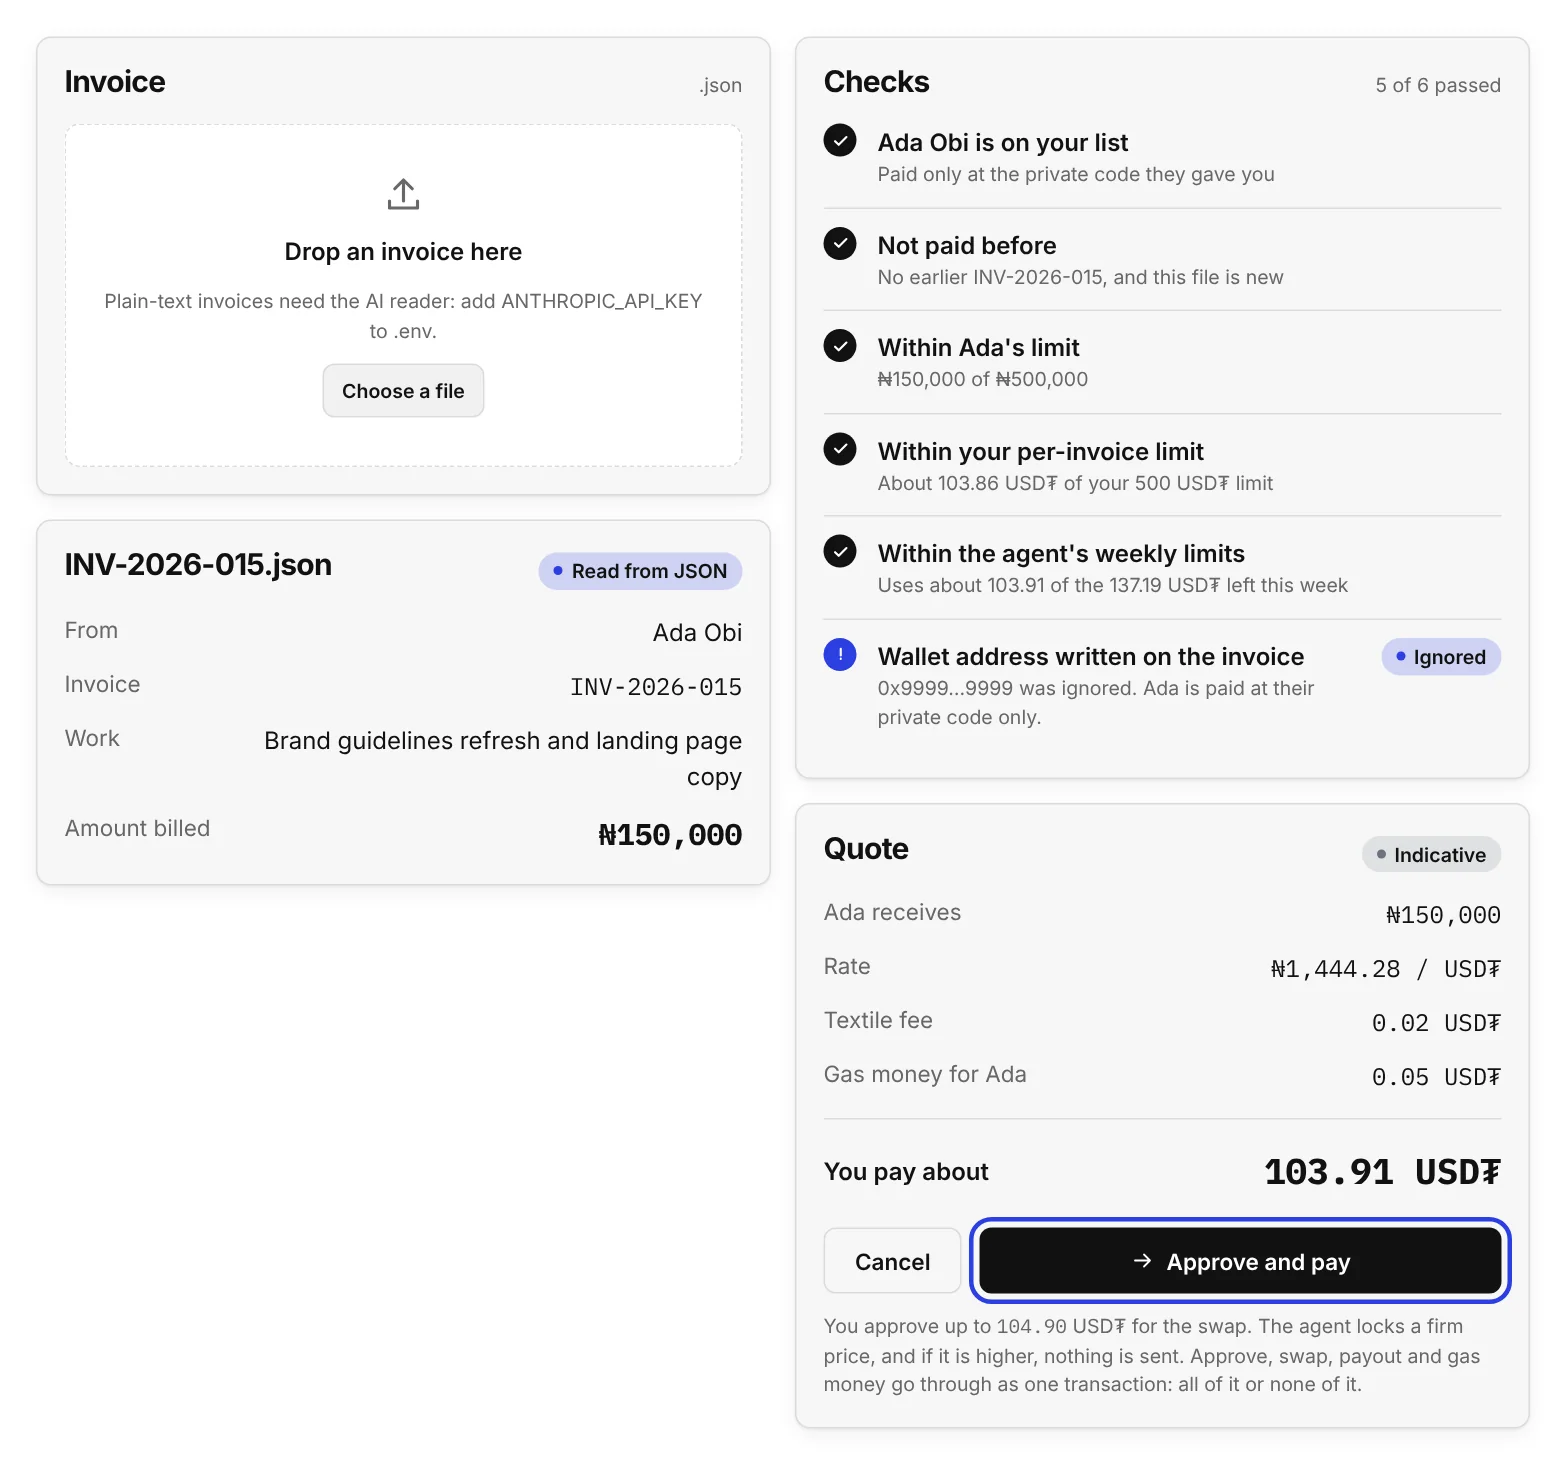 Invoice
.json
Drop an invoice here
Plain-text invoices need the AI reader: add ANTHROPIC_API_KEY
to .env.
Choose a file
INV-2026-015.json
Read from JSON
From
Ada Obi
Invoice
INV-2026-015
Work
Brand guidelines refresh and landing page
copy
Amount billed
₦150,000
Checks
5 of 6 passed
Ada Obi is on your list
Paid only at the private code they gave you
Not paid before
No earlier INV-2026-015, and this file is new
Within Ada's limit
₦150,000 of ₦500,000
Within your per-invoice limit
About 103.86 USD₮ of your 500 USD₮ limit
Within the agent's weekly limits
Uses about 103.91 of the 137.19 USD₮ left this week
! Wallet address written on the invoice
Ignored
0x9999…9999 was ignored. Ada is paid at their
private code only.
Quote
Indicative
Ada receives
₦150,000
Rate
₦1,444.28 / USD₮
Textile fee
0.02 USD₮
Gas money for Ada
0.05 USD₮
You pay about
103.91 USD₮
Cancel
→ Approve and pay
You approve up to 104.90 USD₮ for the swap. The agent locks a firm
price, and if it is higher, nothing is sent. Approve, swap, payout and gas
money go through as one transaction: all of it or none of it.